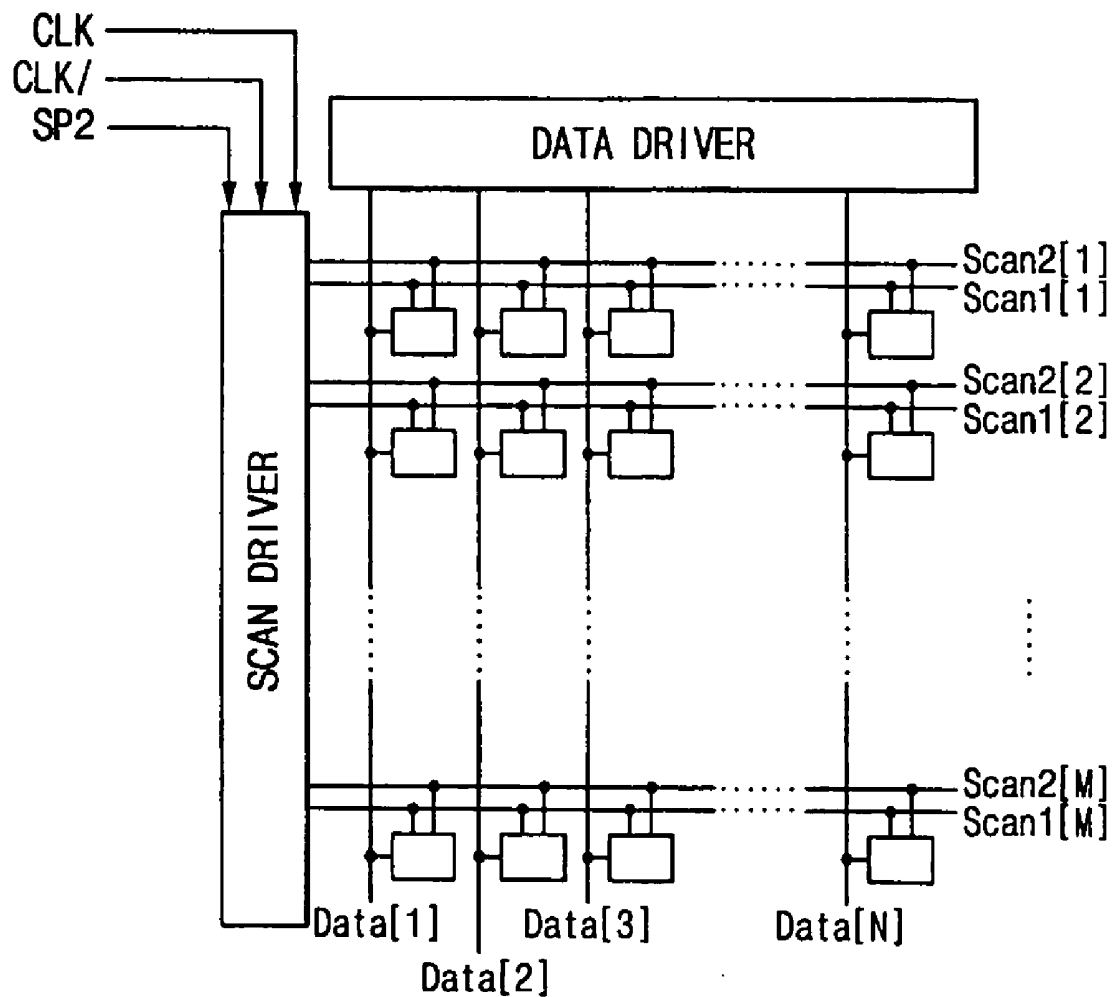 CLK
CLK/
SP2
DATA DRIVER
SCAN DRIVER
Scan2[1]
Scan1[1]
Scan2[2]
Scan1[2]
Scan2[M]
Scan1[M]
Data[1]
Data[2]
Data[3]
Data[N]